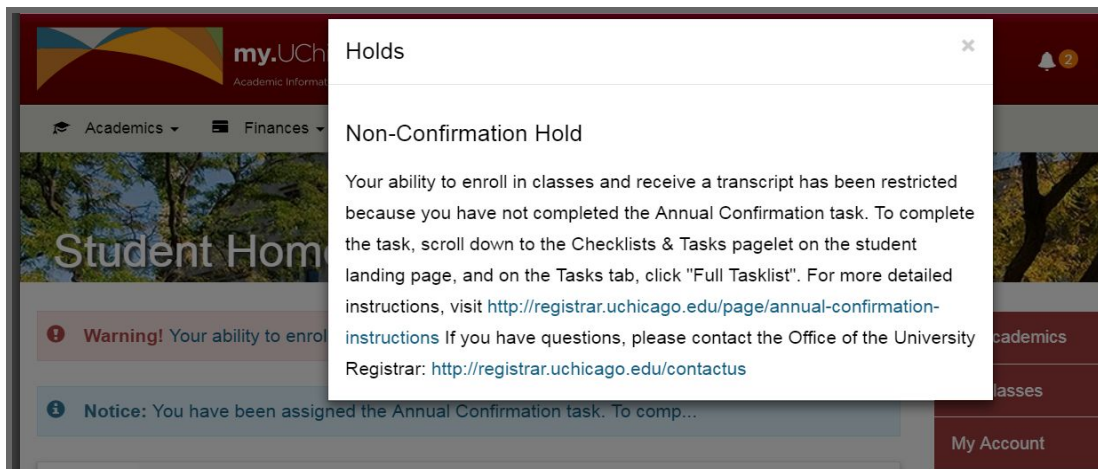 my.UChi
Academic Informat
Holds
×
2
Academics
Finances
Non-Confirmation Hold
Your ability to enroll in classes and receive a transcript has been restricted
because you have not completed the Annual Confirmation task. To complete
the task, scroll down to the Checklists & Tasks pagelet on the student
landing page, and on the Tasks tab, click "Full Tasklist". For more detailed
instructions, visit http://registrar.uchicago.edu/page/annual-confirmation-
instructions If you have questions, please contact the Office of the University
Registrar: http://registrar.uchicago.edu/contactus
Student Hom
Warning! Your ability to enrol
Notice: You have been assigned the Annual Confirmation task. To comp...
cademics
lasses
My Account